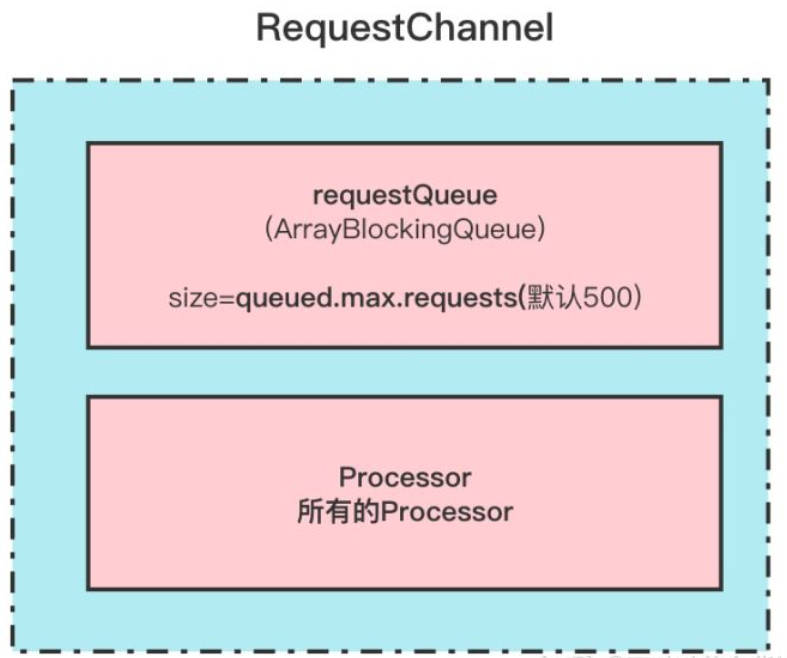 RequestChannel
requestQueue
(ArrayBlockingQueue)
size=queued.max.requests(默认500)
Processor
所有的Processor